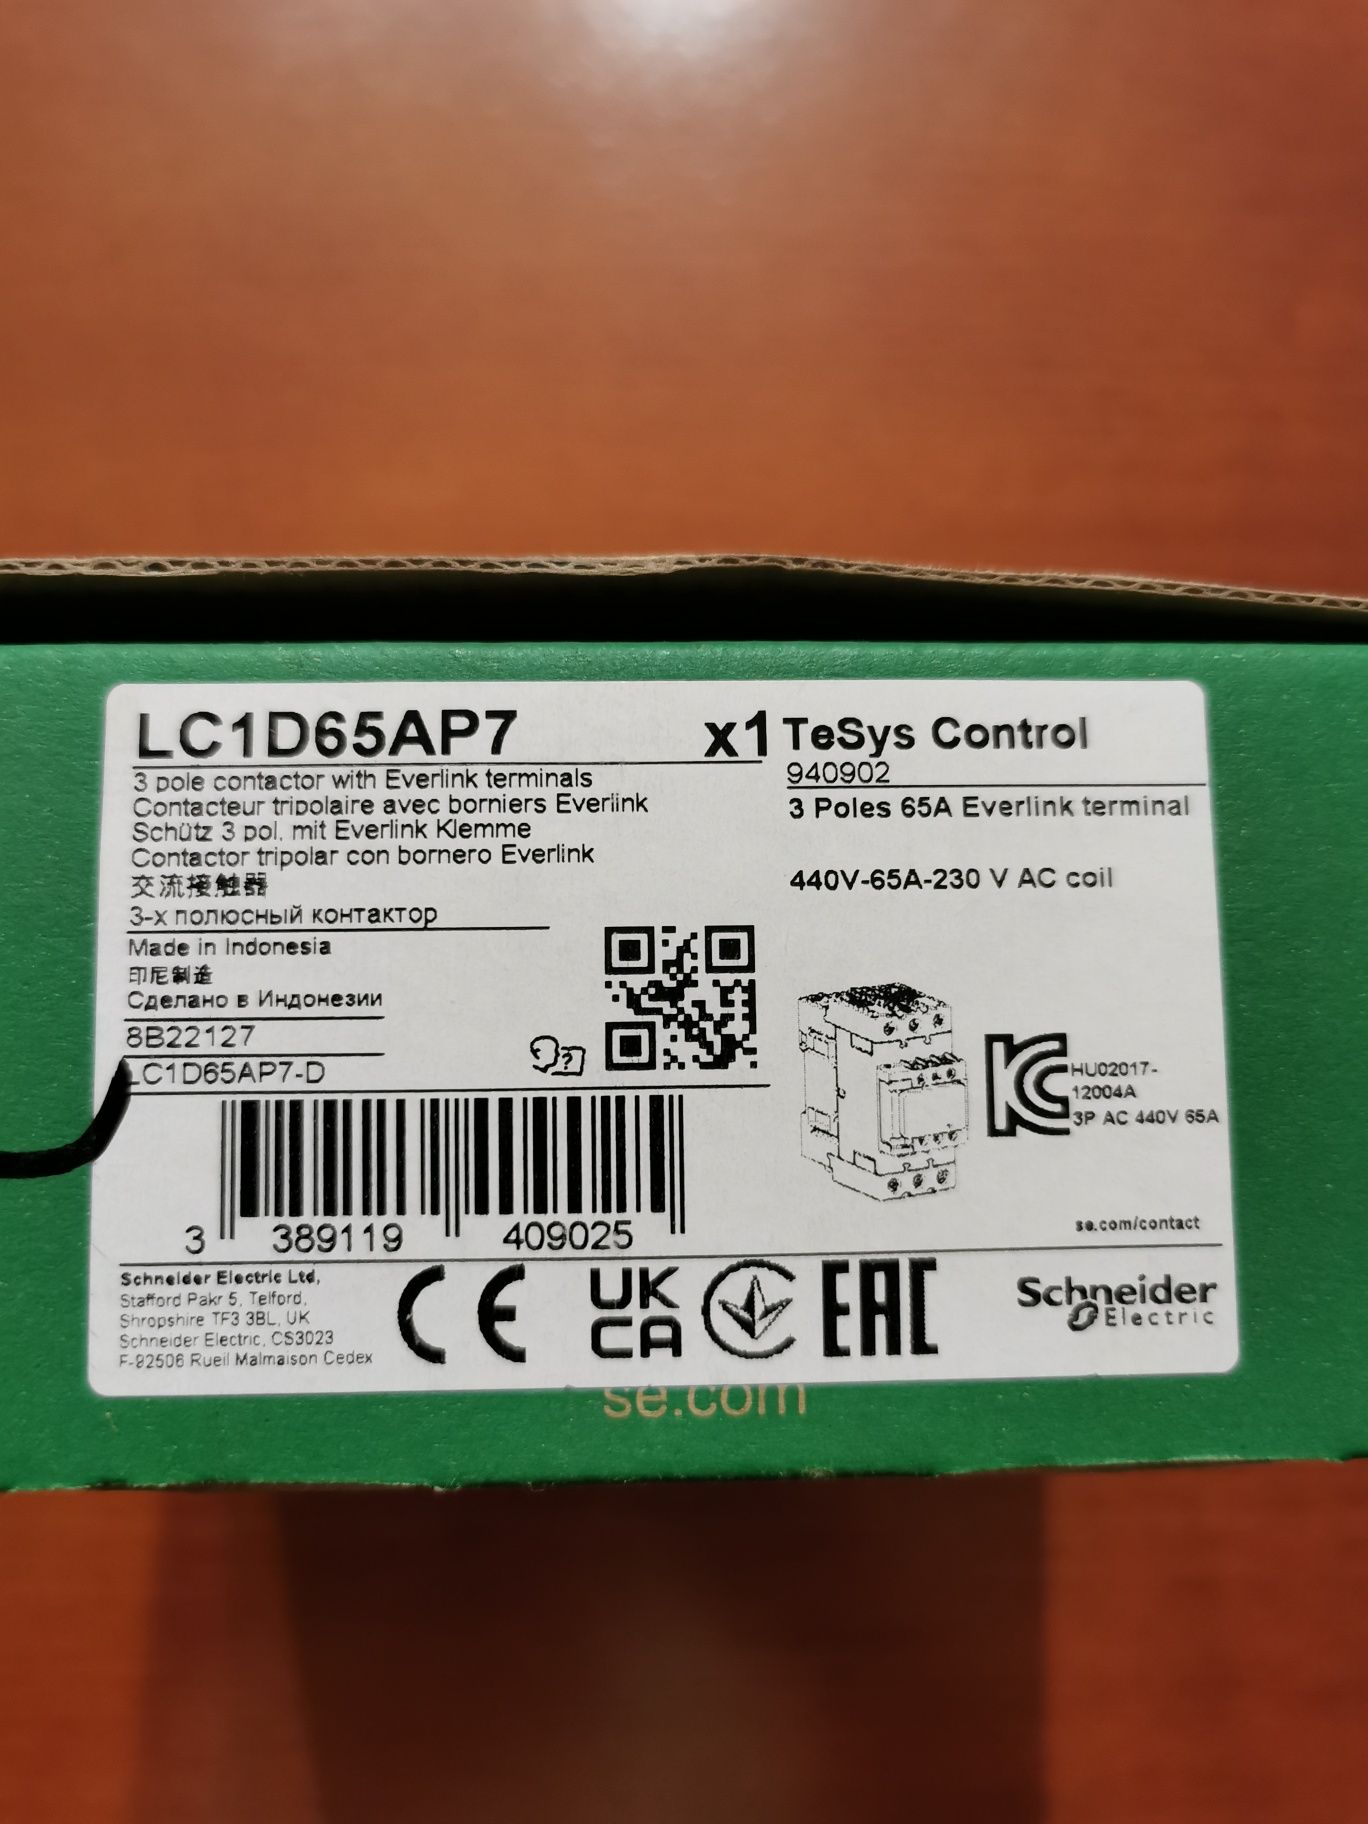 LC1D65AP7 x1
3 pole contactor with Everlink terminals
Contacteur tripolaire avec borniers Everlink
Schütz 3 pol. mit Everlink Klemme
Contactor tripolar con bornero Everlink
交流接触器
3-х полюсный контактор
Made in Indonesia
印尼制造
Сделано в Индонезии
8B22127
LC1D65AP7-D
3 389119 409025
TeSys Control
940902
3 Poles 65A Everlink terminal
440V-65A-230 V AC coil
HU02017-
12004A
3P AC 440V 65A
se.com/contact
Schneider Electric Ltd,
Stafford Pakr 5, Telford,
Shropshire TF3 3BL, UK
Schneider Electric, CS3023
F-92506 Rueil Malmaison Cedex
CE
UK
CA
EAC
Schneider
Electric
se.com